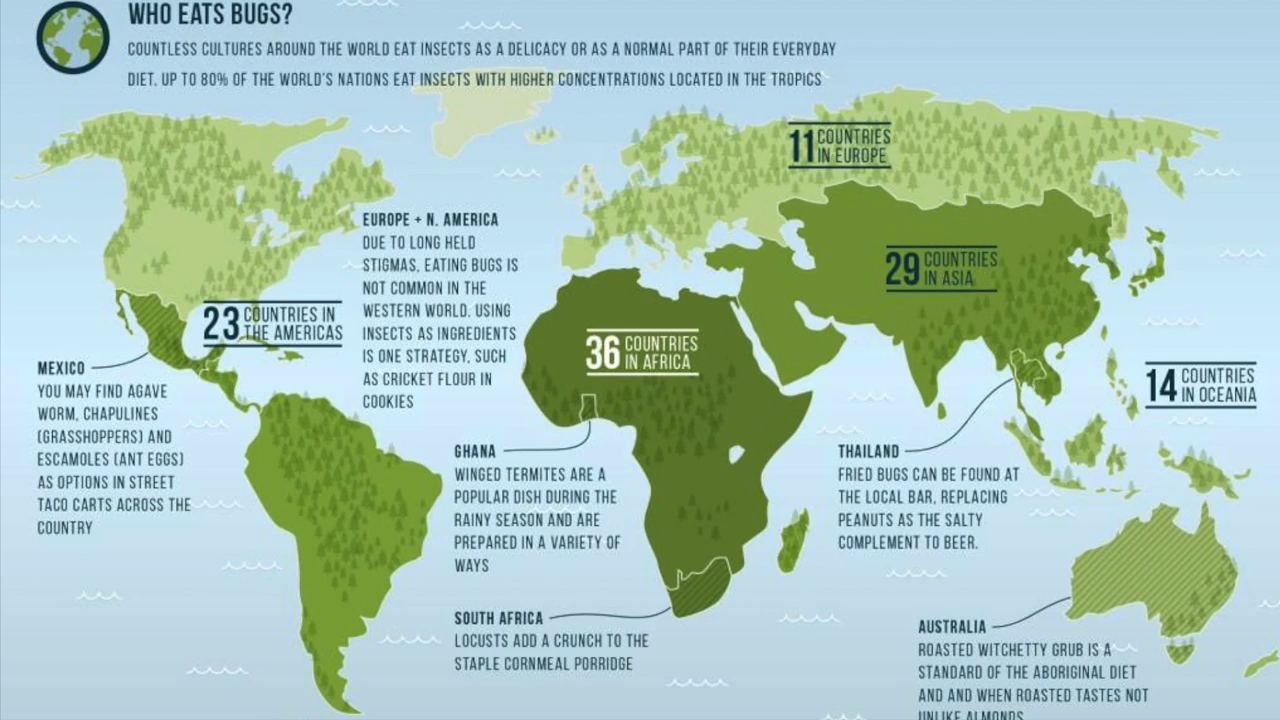 WHO EATS BUGS?
COUNTLESS CULTURES AROUND THE WORLD EAT INSECTS AS A DELICACY OR AS A NORMAL PART OF THEIR EVERYDAY
DIET. UP TO 80% OF THE WORLD'S NATIONS EAT INSECTS WITH HIGHER CONCENTRATIONS LOCATED IN THE TROPICS
11 COUNTRIES
IN EUROPE
EUROPE + N. AMERICA
DUE TO LONG HELD
STIGMAS, EATING BUGS IS
NOT COMMON IN THE
WESTERN WORLD. USING
INSECTS AS INGREDIENTS
IS ONE STRATEGY, SUCH
AS CRICKET FLOUR IN
COOKIES
29 COUNTRIES
IN ASIA
23 COUNTRIES IN
THE AMERICAS
36 COUNTRIES
IN AFRICA
14 COUNTRIES
IN OCEANIA
MEXICO
YOU MAY FIND AGAVE
WORM, CHAPULINES
(GRASSHOPPERS) AND
ESCAMOLES (ANT EGGS)
AS OPTIONS IN STREET
TACO CARTS ACROSS THE
COUNTRY
GHANA
WINGED TERMITES ARE A
POPULAR DISH DURING THE
RAINY SEASON AND ARE
PREPARED IN A VARIETY OF
WAYS
THAILAND
FRIED BUGS CAN BE FOUND AT
THE LOCAL BAR, REPLACING
PEANUTS AS THE SALTY
COMPLEMENT TO BEER.
SOUTH AFRICA
LOCUSTS ADD A CRUNCH TO THE
STAPLE CORNMEAL PORRIDGE
AUSTRALIA
ROASTED WITCHETTY GRUB IS A
STANDARD OF THE ABORIGINAL DIET
AND AND WHEN ROASTED TASTES NOT
UNLIKE ALMONDS